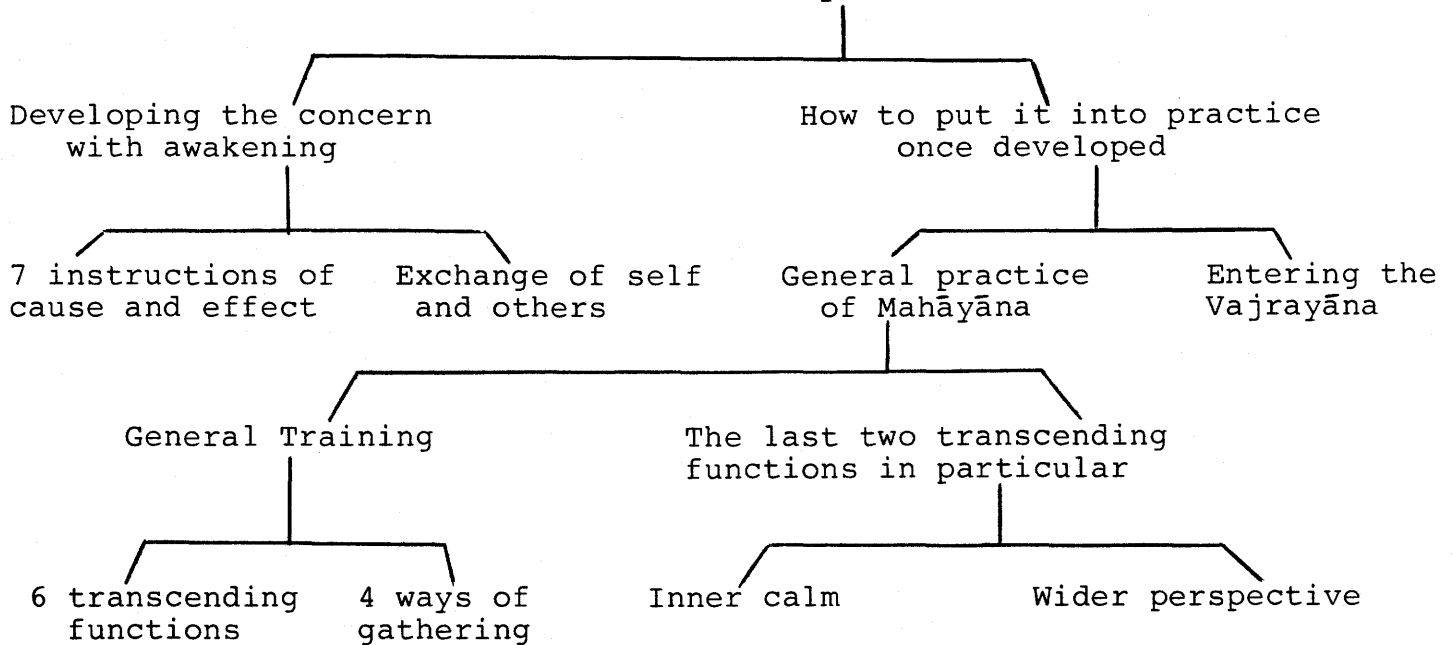 Developing the concern
with awakening
How to put it into practice
once developed
7 instructions of
cause and effect
Exchange of self
and others
General practice
of Mahāyāna
Entering the
Vajrayāna
General Training
The last two transcending
functions in particular
6 transcending
functions
4 ways of
gathering
Inner calm
Wider perspective